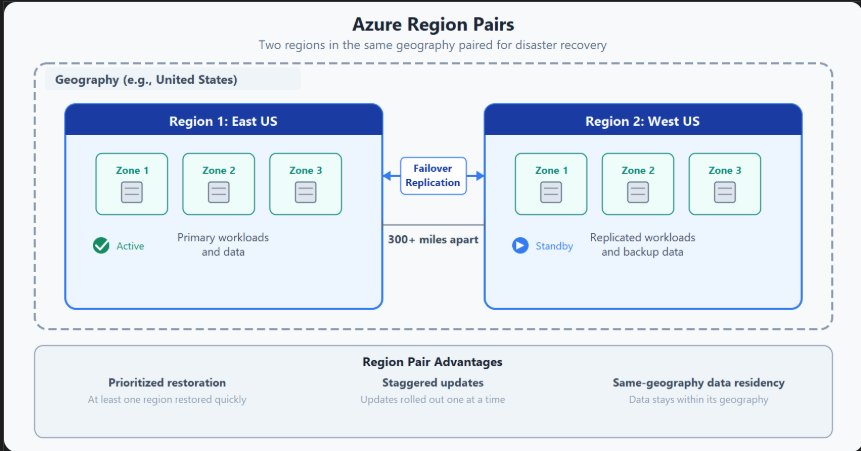 Azure Region Pairs
Two regions in the same geography paired for disaster recovery
Geography (e.g., United States)
Region 1: East US
Zone 1
Zone 2
Zone 3
Active
Primary workloads
and data
Failover
Replication
300+ miles apart
Region 2: West US
Zone 1
Zone 2
Zone 3
Standby
Replicated workloads
and backup data
Region Pair Advantages
Prioritized restoration
At least one region restored quickly
Staggered updates
Updates rolled out one at a time
Same-geography data residency
Data stays within its geography